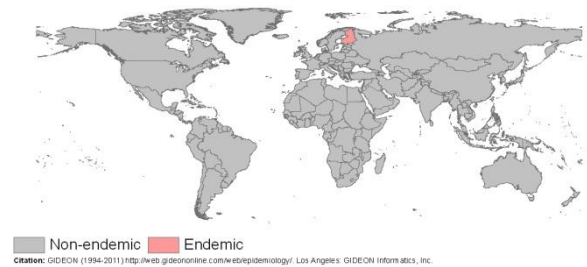 Non-endemic Endemic
Citation: GIDEON (1994-2011) http://web.gideononline.com/web/epidemiology/. Los Angeles: GIDEON Informatics, Inc.